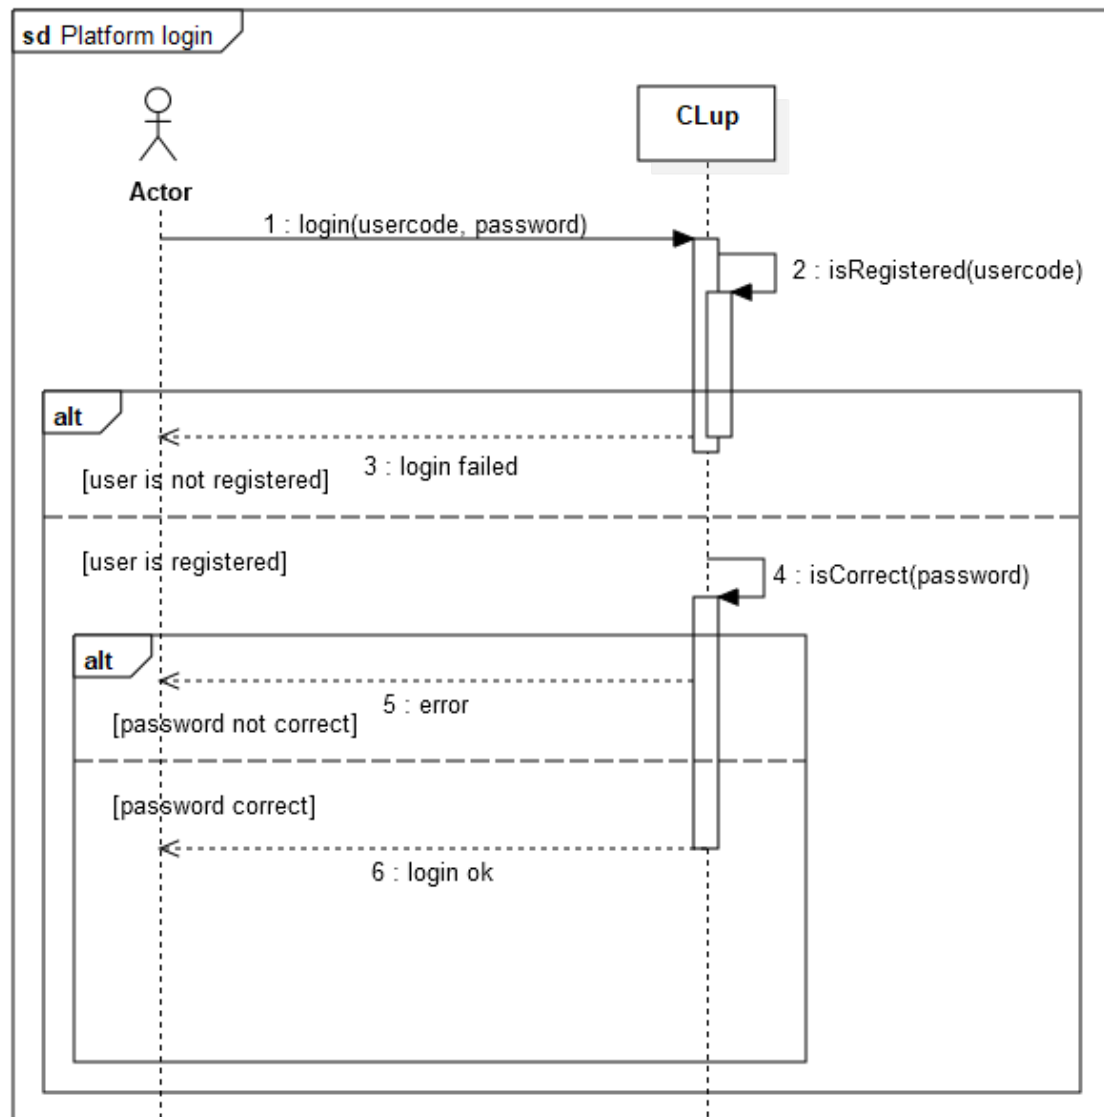 sd Platform login
CLup
Actor
1 : login(usercode, password)
2 : isRegistered(usercode)
alt
3 : login failed
[user is not registered]
[user is registered]
4 : isCorrect(password)
alt
5 : error
[password not correct]
[password correct]
6 : login ok